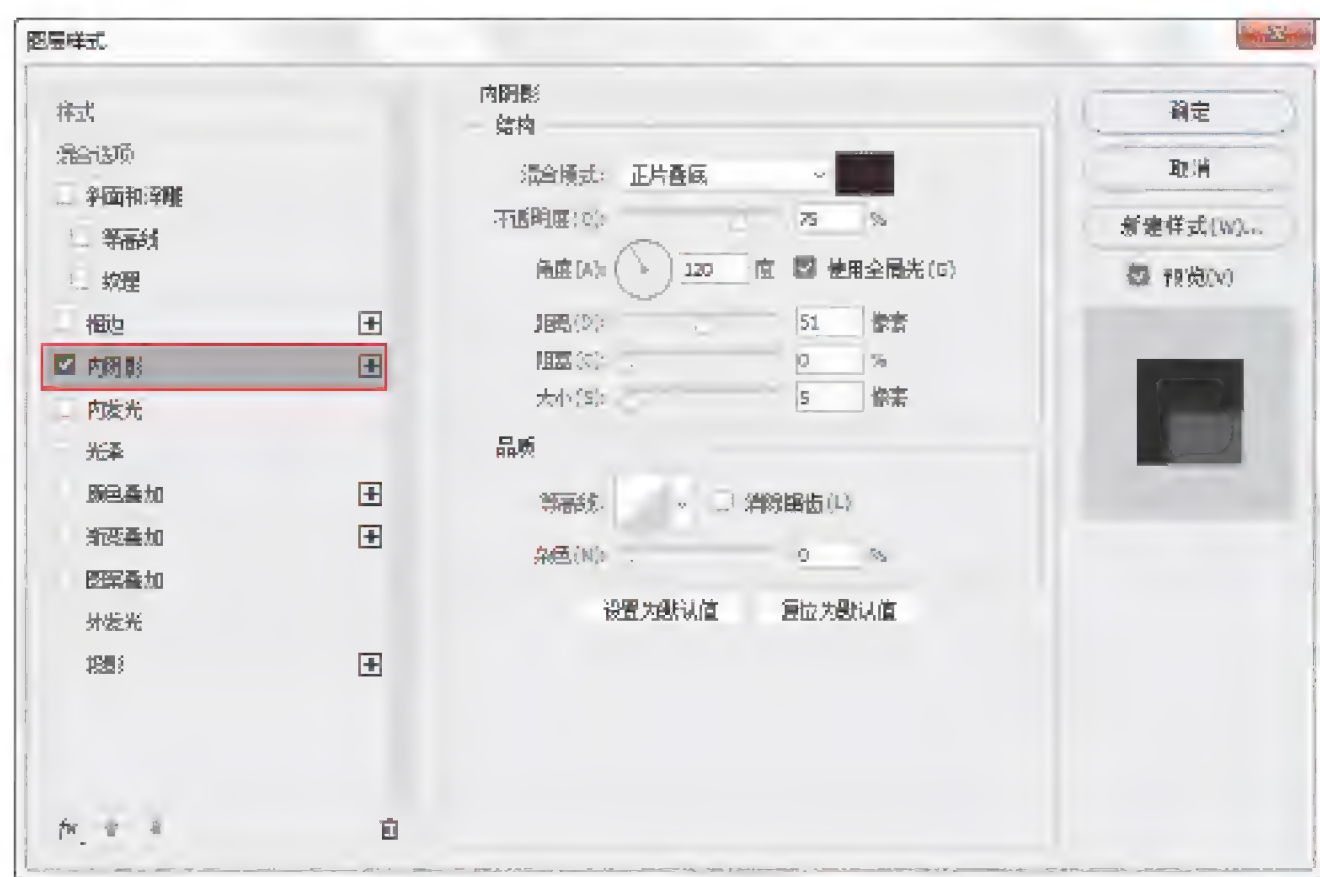 图层样式
样式
混合选项
斜面和浮雕
等高线
纹理
描边
内阴影
内发光
光泽
颜色叠加
渐变叠加
图案叠加
外发光
投影
fx
内阴影
结构
混合模式: 正片叠底
不透明度(O): 75 %
角度(A): 120 度 使用全局光(G)
距离(D): 51 像素
阻塞(C): 0 %
大小(S): 5 像素
品质
等高线: 消除锯齿(L)
杂色(N): 0 %
设置为默认值 复位为默认值
确定
取消
新建样式(W)...
预览(V)